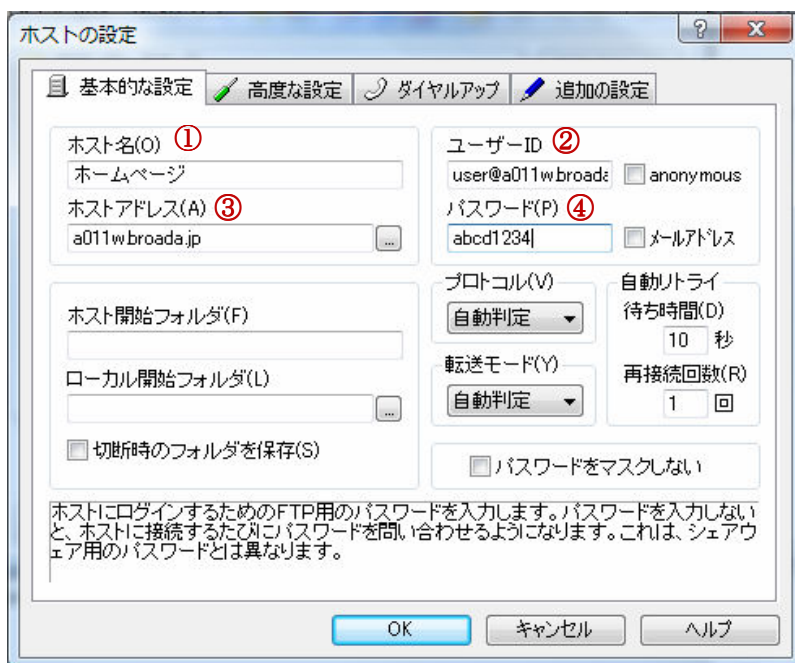 ホストの設定
基本的な設定 高度な設定 ダイヤルアップ 追加の設定
ホスト名(O) ①
ホームページ
ホストアドレス(A) ③
a011w.broada.jp
...
ユーザーID ②
user@a011w.broada
anonymous
パスワード(P) ④
abcd1234
メールアドレス
ホスト開始フォルダ(F)
ローカル開始フォルダ(L)
...
切断時のフォルダを保存(S)
プロトコル(V)
自動判定
転送モード(Y)
自動判定
自動リトライ
待ち時間(D)
10 秒
再接続回数(R)
1 回
パスワードをマスクしない
ホストにログインするためのFTP用のパスワードを入力します。パスワードを入力しない
と、ホストに接続するたびにパスワードを問い合わせるようになります。これは、シェアウ
ェア用のパスワードとは異なります。
OK キャンセル ヘルプ